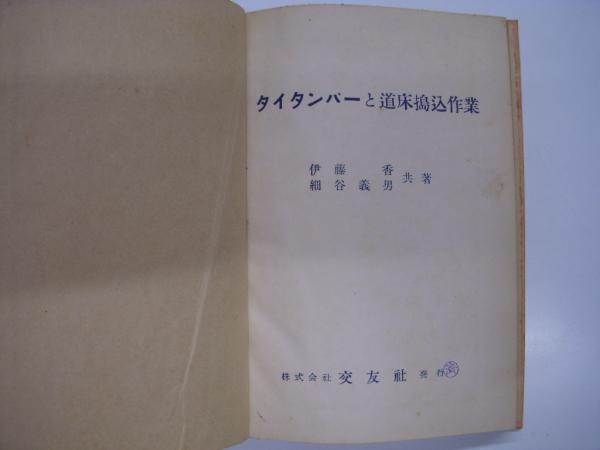 タイタンパーと道床搗込作業
伊藤 香
細谷義男 共著
株式会社 交友社 発行